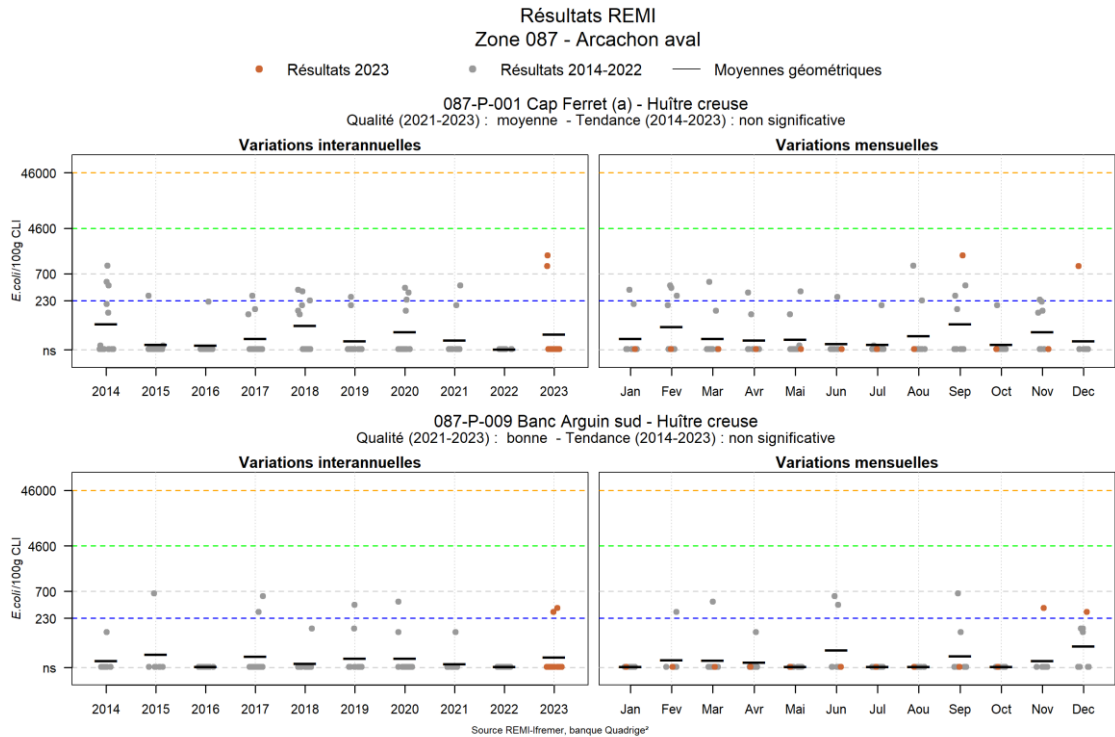 Résultats REMI
Zone 087 - Arcachon aval
Résultats 2023 Résultats 2014-2022 Moyennes géométriques
087-P-001 Cap Ferret (a) - Huître creuse
Qualité (2021-2023) : moyenne - Tendance (2014-2023) : non significative
Variations interannuelles Variations mensuelles
46000
4600
700
230
ns
E.coli/100g CLI
2014 2015 2016 2017 2018 2019 2020 2021 2022 2023 Jan Fev Mar Avr Mai Jun Jul Aou Sep Oct Nov Dec
087-P-009 Banc Arguin sud - Huître creuse
Qualité (2021-2023) : bonne - Tendance (2014-2023) : non significative
Variations interannuelles Variations mensuelles
46000
4600
700
230
ns
E.coli/100g CLI
2014 2015 2016 2017 2018 2019 2020 2021 2022 2023 Jan Fev Mar Avr Mai Jun Jul Aou Sep Oct Nov Dec
Source REMI-Ifremer, banque Quadrige²